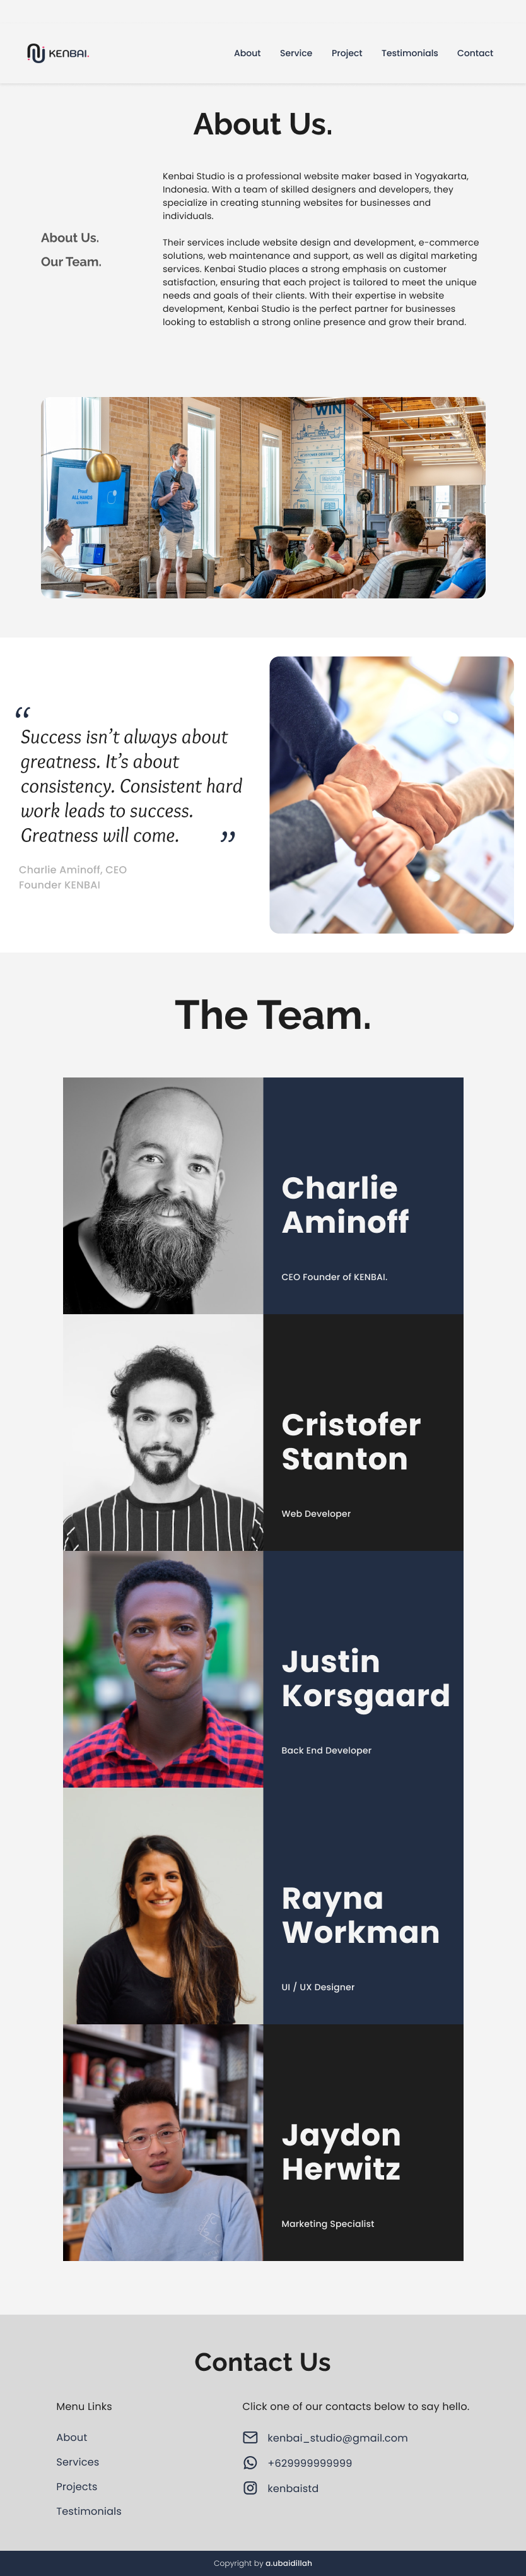 KENBAI.
About Service Project Testimonials Contact
About Us.
About Us.
Our Team.
Kenbai Studio is a professional website maker based in Yogyakarta,
Indonesia. With a team of skilled designers and developers, they
specialize in creating stunning websites for businesses and
individuals.
Their services include website design and development, e-commerce
solutions, web maintenance and support, as well as digital marketing
services. Kenbai Studio places a strong emphasis on customer
satisfaction, ensuring that each project is tailored to meet the unique
needs and goals of their clients. With their expertise in website
development, Kenbai Studio is the perfect partner for businesses
looking to establish a strong online presence and grow their brand.
WIN
Proof
ALL HANDS
“
Success isn’t always about
greatness. It’s about
consistency. Consistent hard
work leads to success.
Greatness will come. ”
Charlie Aminoff, CEO
Founder KENBAI
The Team.
Charlie
Aminoff
CEO Founder of KENBAI.
Cristofer
Stanton
Web Developer
Justin
Korsgaard
Back End Developer
Rayna
Workman
UI / UX Designer
Jaydon
Herwitz
Marketing Specialist
Contact Us
Menu Links
About
Services
Projects
Testimonials
Click one of our contacts below to say hello.
kenbai_studio@gmail.com
+629999999999
kenbaistd
Copyright by a.ubaidillah